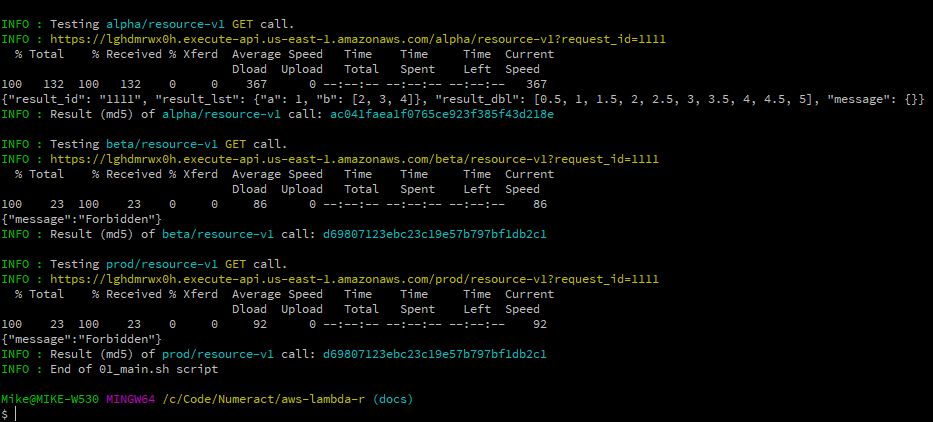 INFO : Testing alpha/resource-v1 GET call.
INFO : https://lghdmrwx0h.execute-api.us-east-1.amazonaws.com/alpha/resource-v1?request_id=1111
% Total % Received % Xferd Average Speed Time Time Time Current
Dload Upload Total Spent Left Speed
100 132 100 132 0 0 367 0 --:--:-- --:--:-- --:--:-- 367
{"result_id": "1111", "result_lst": {"a": 1, "b": [2, 3, 4]}, "result_dbl": [0.5, 1, 1.5, 2, 2.5, 3, 3.5, 4, 4.5, 5], "message": {}}
INFO : Result (md5) of alpha/resource-v1 call: ac041faea1f0765ce923f385f43d218e
INFO : Testing beta/resource-v1 GET call.
INFO : https://lghdmrwx0h.execute-api.us-east-1.amazonaws.com/beta/resource-v1?request_id=1111
% Total % Received % Xferd Average Speed Time Time Time Current
Dload Upload Total Spent Left Speed
100 23 100 23 0 0 86 0 --:--:-- --:--:-- --:--:-- 86
{"message":"Forbidden"}
INFO : Result (md5) of beta/resource-v1 call: d69807123ebc23c19e57b797bf1db2c1
INFO : Testing prod/resource-v1 GET call.
INFO : https://lghdmrwx0h.execute-api.us-east-1.amazonaws.com/prod/resource-v1?request_id=1111
% Total % Received % Xferd Average Speed Time Time Time Current
Dload Upload Total Spent Left Speed
100 23 100 23 0 0 92 0 --:--:-- --:--:-- --:--:-- 92
{"message":"Forbidden"}
INFO : Result (md5) of prod/resource-v1 call: d69807123ebc23c19e57b797bf1db2c1
INFO : End of 01_main.sh script
Mike@MIKE-W530 MINGW64 /c/Code/Numeract/aws-lambda-r (docs)
$